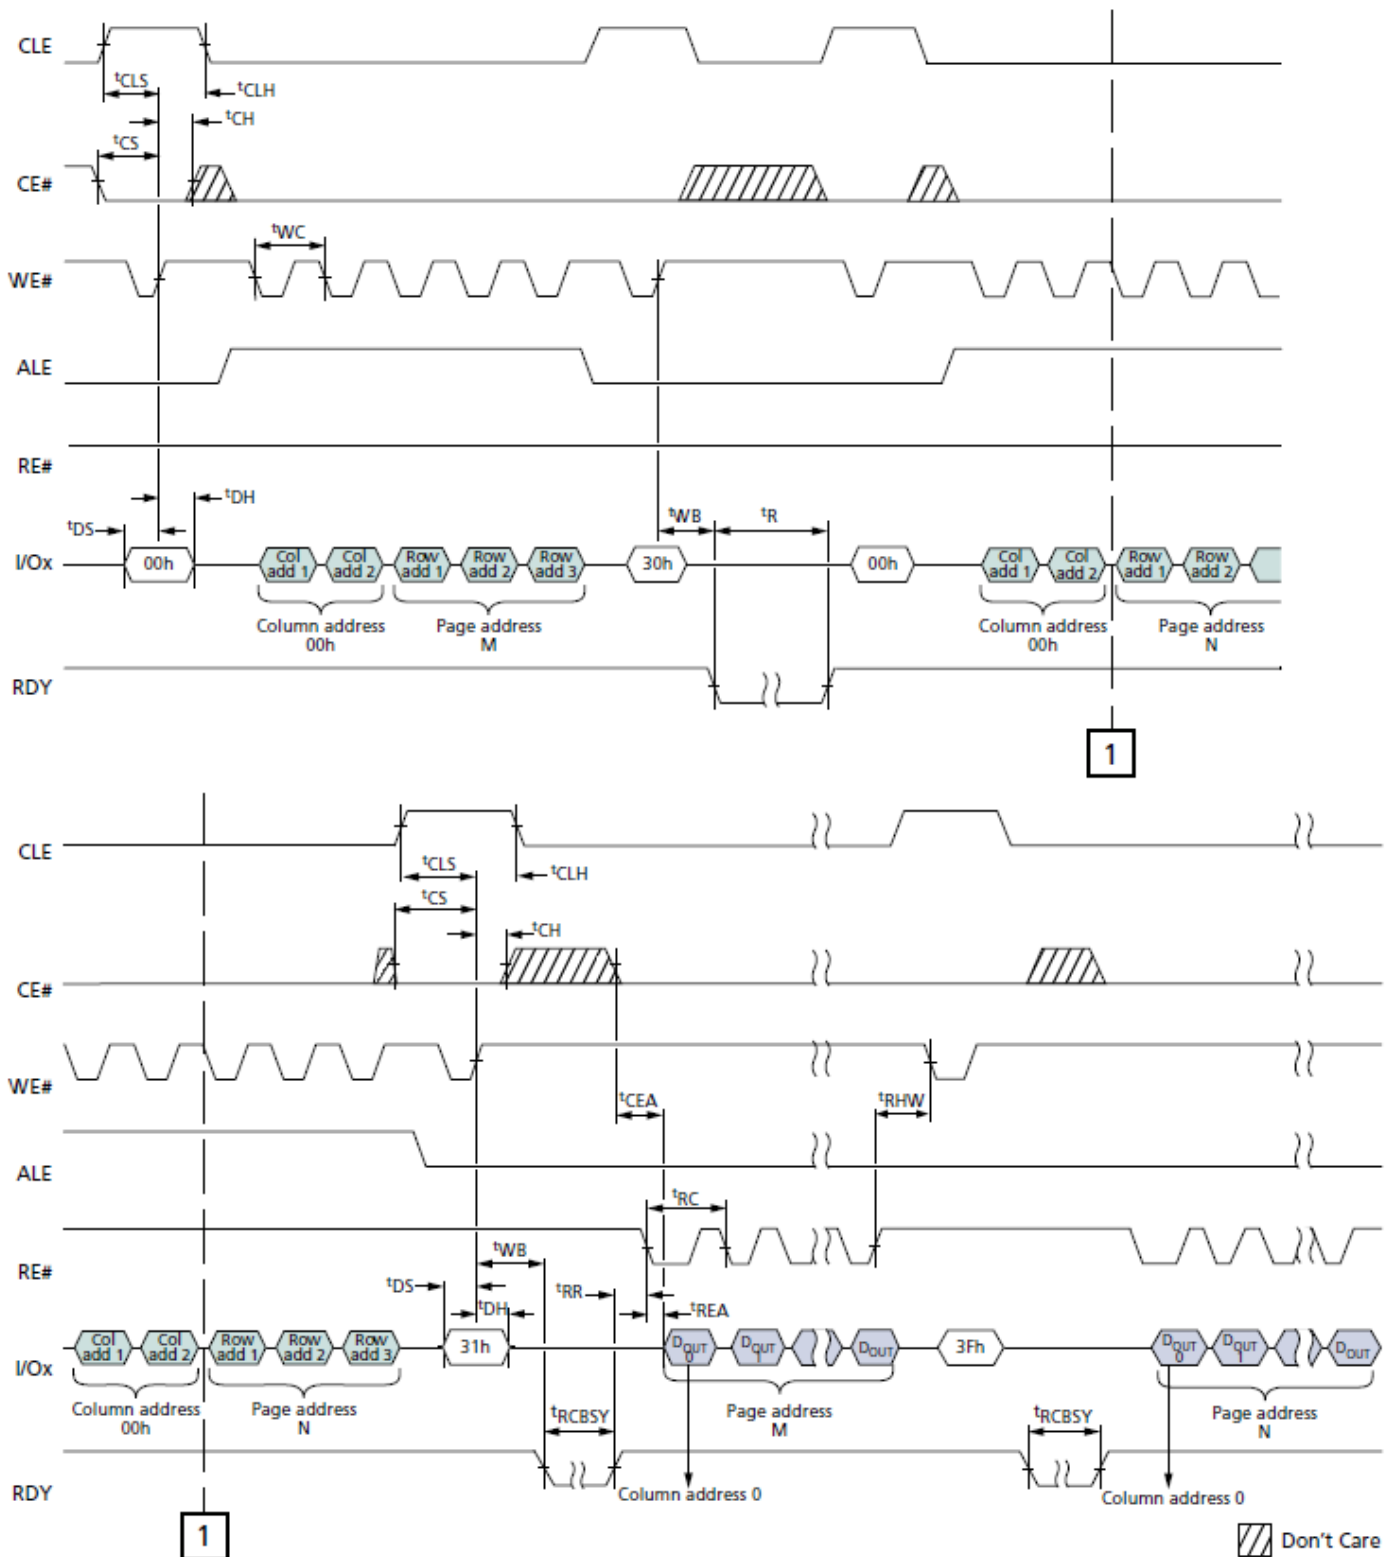 CLE
tCLS
tCLH
tCH
tCS
CE#
tWC
WE#
ALE
RE#
tDH
tDS
tWB
tR
I/Ox
00h
Col add 1
Col add 2
Row add 1
Row add 2
Row add 3
30h
00h
Col add 1
Col add 2
Row add 1
Row add 2
Column address
00h
Page address
M
Column address
00h
Page address
N
RDY
1
CLE
tCLS
tCLH
tCS
tCH
CE#
WE#
tCEA
tRHW
ALE
tRC
RE#
tWB
tDS
tRR
tDH
tREA
I/Ox
Col add 1
Col add 2
Row add 1
Row add 2
Row add 3
31h
DOUT 0
DOUT 1
DOUT
3Fh
DOUT 0
DOUT 1
DOUT
Column address
00h
Page address
N
tRCBSY
Page address
M
tRCBSY
Page address
N
RDY
Column address 0
Column address 0
1
Don't Care